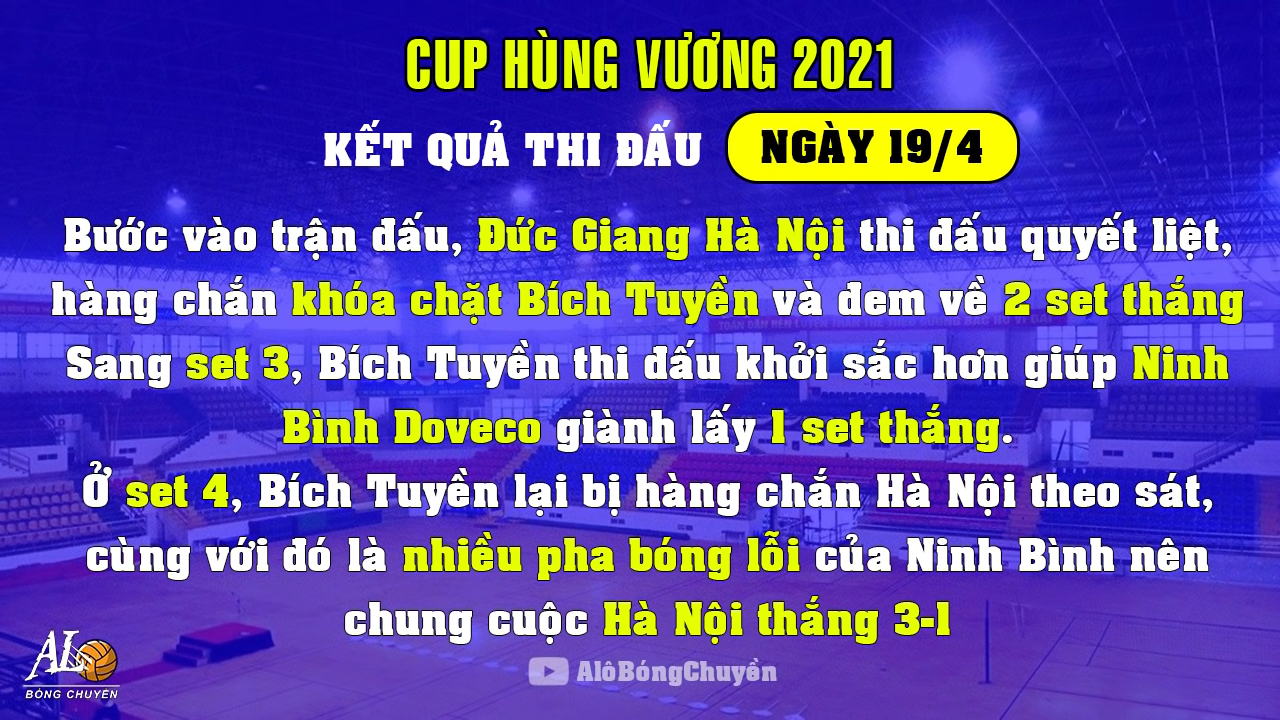 CUP HÙNG VƯƠNG 2021
KẾT QUẢ THI ĐẤU NGÀY 19/4
Bước vào trận đấu, Đức Giang Hà Nội thi đấu quyết liệt,
hàng chắn khóa chặt Bích Tuyền và đem về 2 set thắng
Sang set 3, Bích Tuyền thi đấu khởi sắc hơn giúp Ninh
Bình Doveco giành lấy 1 set thắng.
Ở set 4, Bích Tuyền lại bị hàng chắn Hà Nội theo sát,
cùng với đó là nhiều pha bóng lỗi của Ninh Bình nên
chung cuộc Hà Nội thắng 3-1
AlôBóngChuyền
ALô
BÓNG CHUYỀN